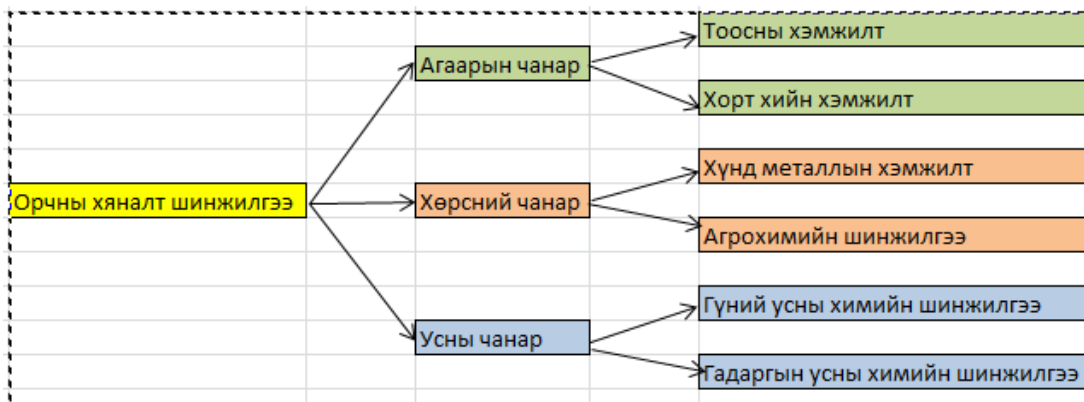 Тоосны хэмжилт
Агаарын чанар
Хорт хийн хэмжилт
Хүнд металлын хэмжилт
Орчны хяналт шинжилгээ
Хөрсний чанар
Агрохимийн шинжилгээ
Гүний усны химийн шинжилгээ
Усны чанар
Гадаргын усны химийн шинжилгээ